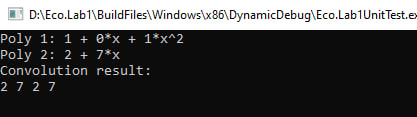 D:\Eco.Lab1\BuildFiles\Windows\x86\DynamicDebug\Eco.Lab1UnitTest.ex
Poly 1: 1 + 0*x + 1*x^2
Poly 2: 2 + 7*x
Convolution result:
2 7 2 7